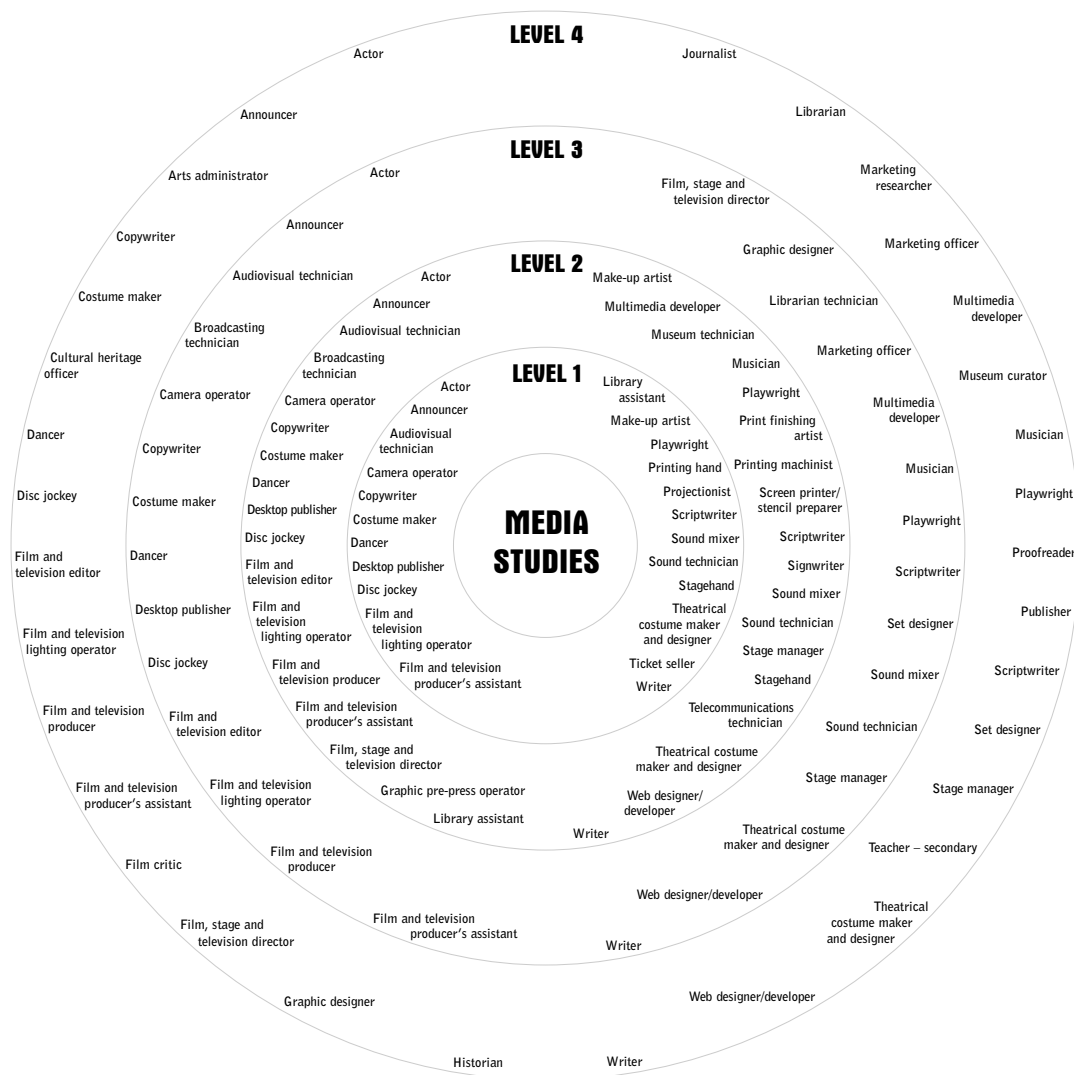 LEVEL 4
Actor
Announcer
Arts administrator
Copywriter
Costume maker
Cultural heritage
officer
Dancer
Disc jockey
Film and
television editor
Film and television
lighting operator
Film and television
producer
Film and television
producer's assistant
Film critic
Film, stage and
television director
Graphic designer
Historian
Journalist
Librarian
Marketing
researcher
Marketing officer
Multimedia
developer
Museum curator
Musician
Playwright
Proofreader
Publisher
Scriptwriter
Set designer
Stage manager
Teacher – secondary
Theatrical
costume maker
and designer
Web designer/developer
Writer
LEVEL 3
Actor
Announcer
Audiovisual technician
Broadcasting
technician
Camera operator
Copywriter
Costume maker
Dancer
Desktop publisher
Disc jockey
Film and
television editor
Film and television
lighting operator
Film and television
producer
Film and television
producer's assistant
Film, stage and
television director
Graphic designer
Librarian technician
Marketing officer
Multimedia
developer
Musician
Playwright
Scriptwriter
Set designer
Sound mixer
Sound technician
Stage manager
Theatrical costume
maker and designer
Web designer/developer
Writer
LEVEL 2
Actor
Announcer
Audiovisual technician
Broadcasting
technician
Camera operator
Copywriter
Costume maker
Dancer
Desktop publisher
Disc jockey
Film and
television editor
Film and
television
lighting operator
Film and
television producer
Film and television
producer's assistant
Film, stage and
television director
Graphic pre-press operator
Library assistant
Make-up artist
Multimedia developer
Museum technician
Musician
Playwright
Print finishing
artist
Printing machinist
Screen printer/
stencil preparer
Scriptwriter
Signwriter
Sound mixer
Sound technician
Stage manager
Stagehand
Telecommunications
technician
Theatrical costume
maker and designer
Web designer/
developer
Writer
LEVEL 1
Actor
Announcer
Audiovisual
technician
Camera operator
Copywriter
Costume maker
Dancer
Desktop publisher
Disc jockey
Film and
television
lighting operator
Film and television
producer's assistant
Library
assistant
Make-up artist
Playwright
Printing hand
Projectionist
Scriptwriter
Sound mixer
Sound technician
Stagehand
Theatrical
costume maker
and designer
Ticket seller
Writer
MEDIA
STUDIES